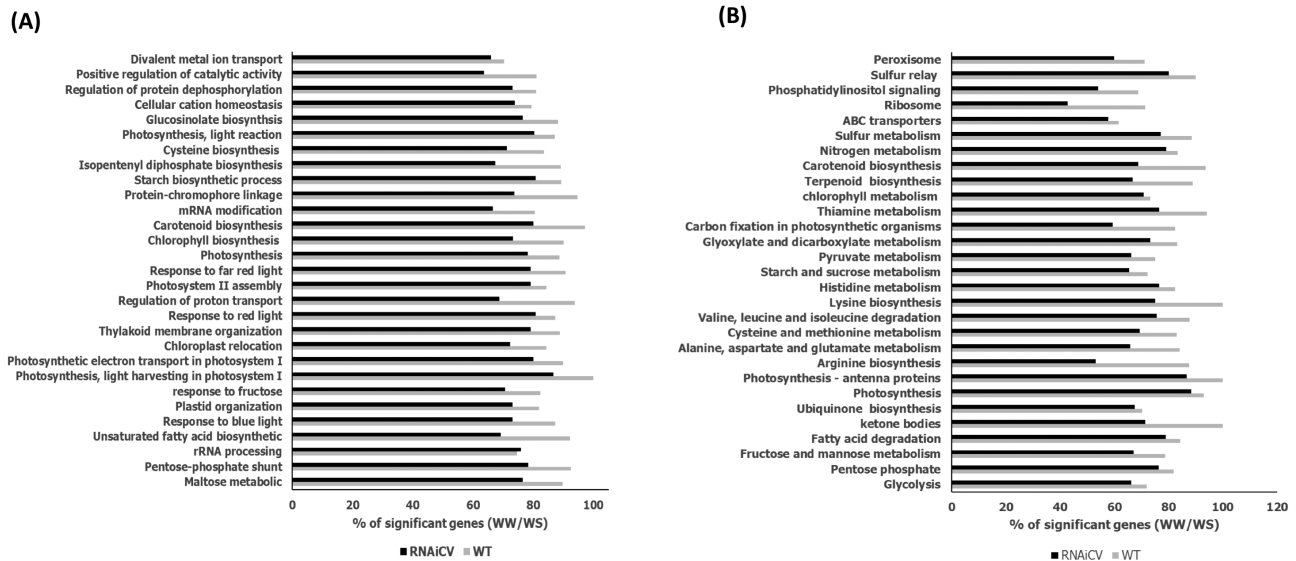 (A)
Divalent metal ion transport
Positive regulation of catalytic activity
Regulation of protein dephosphorylation
Cellular cation homeostasis
Glucosinolate biosynthsis
Photosynthesis, light reaction
Cysteine biosynthesis
Isopentenyl diphosphate biosynthesis
Starch biosynthetic process
Protein-chromophore linkage
mRNA modification
Carotenoid biosynthesis
Chlorophyll biosynthesis
Photosynthesis
Response to far red light
Photosystem II assembly
Regulation of proton transport
Response to red light
Thylakoid membrane organization
Chloroplast relocation
Photosynthetic electron transport in photosystem I
Photosynthesis, light harvesting in photosystem I
response to fructose
Plastid organization
Response to blue light
Unsaturated fatty acid biosynthetic
rRNA processing
Pentose-phosphate shunt
Maltose metabolic
0 20 40 60 80 100
% of significant genes (WW/WS)
RNAiCV WT
(B)
Peroxisome
Sulfur relay
Phosphatidylinositol signaling
Ribosome
ABC transporters
Sulfur metabolism
Nitrogen metabolism
Carotenoid biosynthesis
Terpenoid biosynthesis
chlorophyll metabolism
Thiamine metabolism
Carbon fixation in photosynthetic organisms
Glyoxylate and dicarboxylate metabolism
Pyruvate metabolism
Starch and sucrose metabolism
Histidine metabolism
Lysine biosynthesis
Valine, leucine and isoleucine degradation
Cysteine and methionine metabolism
Alanine, aspartate and glutamate metabolism
Arginine biosynthesis
Photosynthesis - antenna proteins
Photosynthesis
Ubiquinone biosynthesis
ketone bodies
Fatty acid degradation
Fructose and mannose metabolism
Pentose phosphate
Glycolysis
0 20 40 60 80 100 120
% of significant genes (WW/WS)
RNAiCV WT